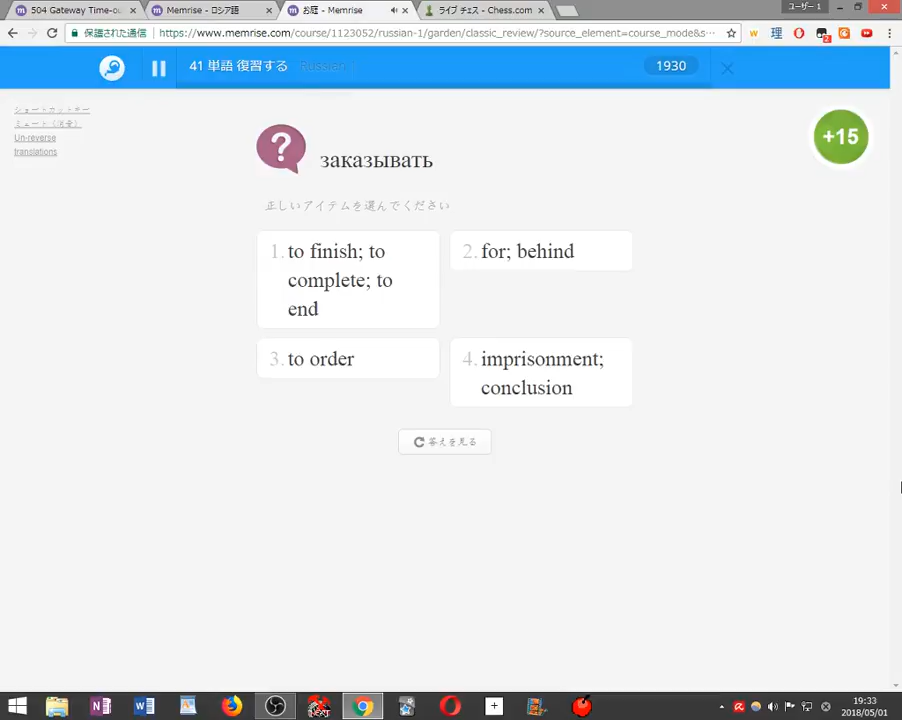 504 Gateway Time-ou
Memrise - ロシア語
お庭 - Memrise
ライブ チェス - Chess.com
ユーザー 1
保護された通信
https://www.memrise.com/course/1123052/russian-1/garden/classic_review/?source_element=course_mode&s…
41 単語 復習する Russian 1
1930
ショートカットキー
ミュート (消音)
Un-reverse
translations
+15
?
заказывать
正しいアイテムを選んでください
1. to finish; to
complete; to
end
2. for; behind
3. to order
4. imprisonment;
conclusion
答えを見る
19:33
2018/05/01